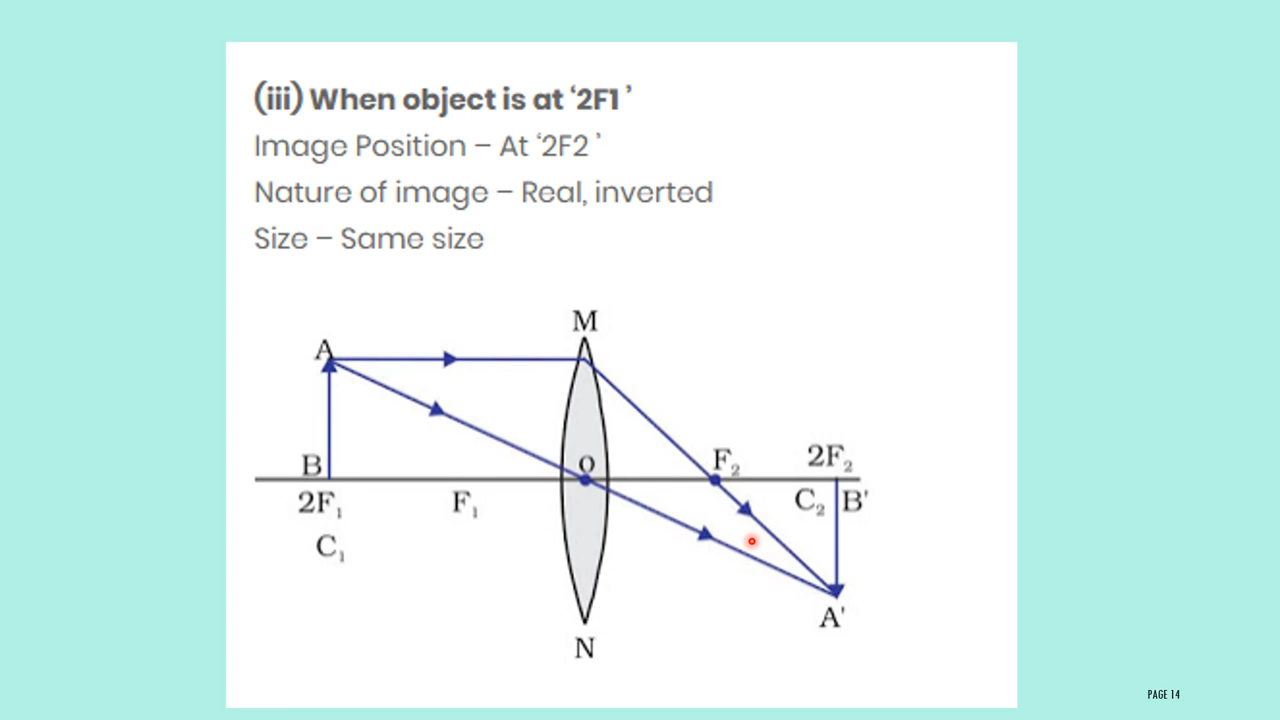 (iii) When object is at ‘2F1 ’
Image Position – At ‘2F2 ’
Nature of image – Real, inverted
Size – Same size
M
A
B
O
F₂
2F₂
2F₁
F₁
C₂
B'
C₁
A'
N
PAGE 14